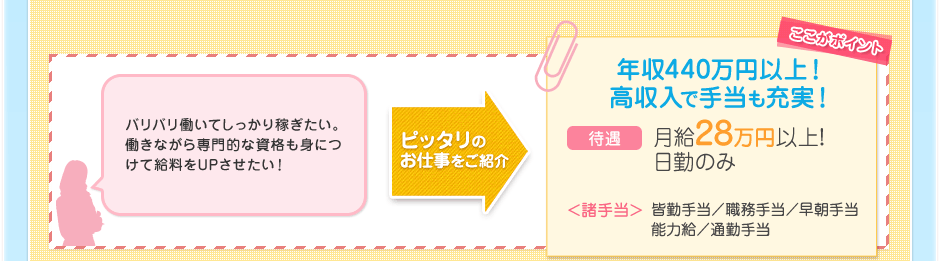 バリバリ働いてしっかり稼ぎたい。
働きながら専門的な資格も身につ
けて給料をUPさせたい！
ピッタリの
お仕事をご紹介
ここがポイント
年収440万円以上！
高収入で手当も充実！
待遇
月給28万円以上！
日勤のみ
＜諸手当＞ 皆勤手当／職務手当／早朝手当
能力給／通勤手当